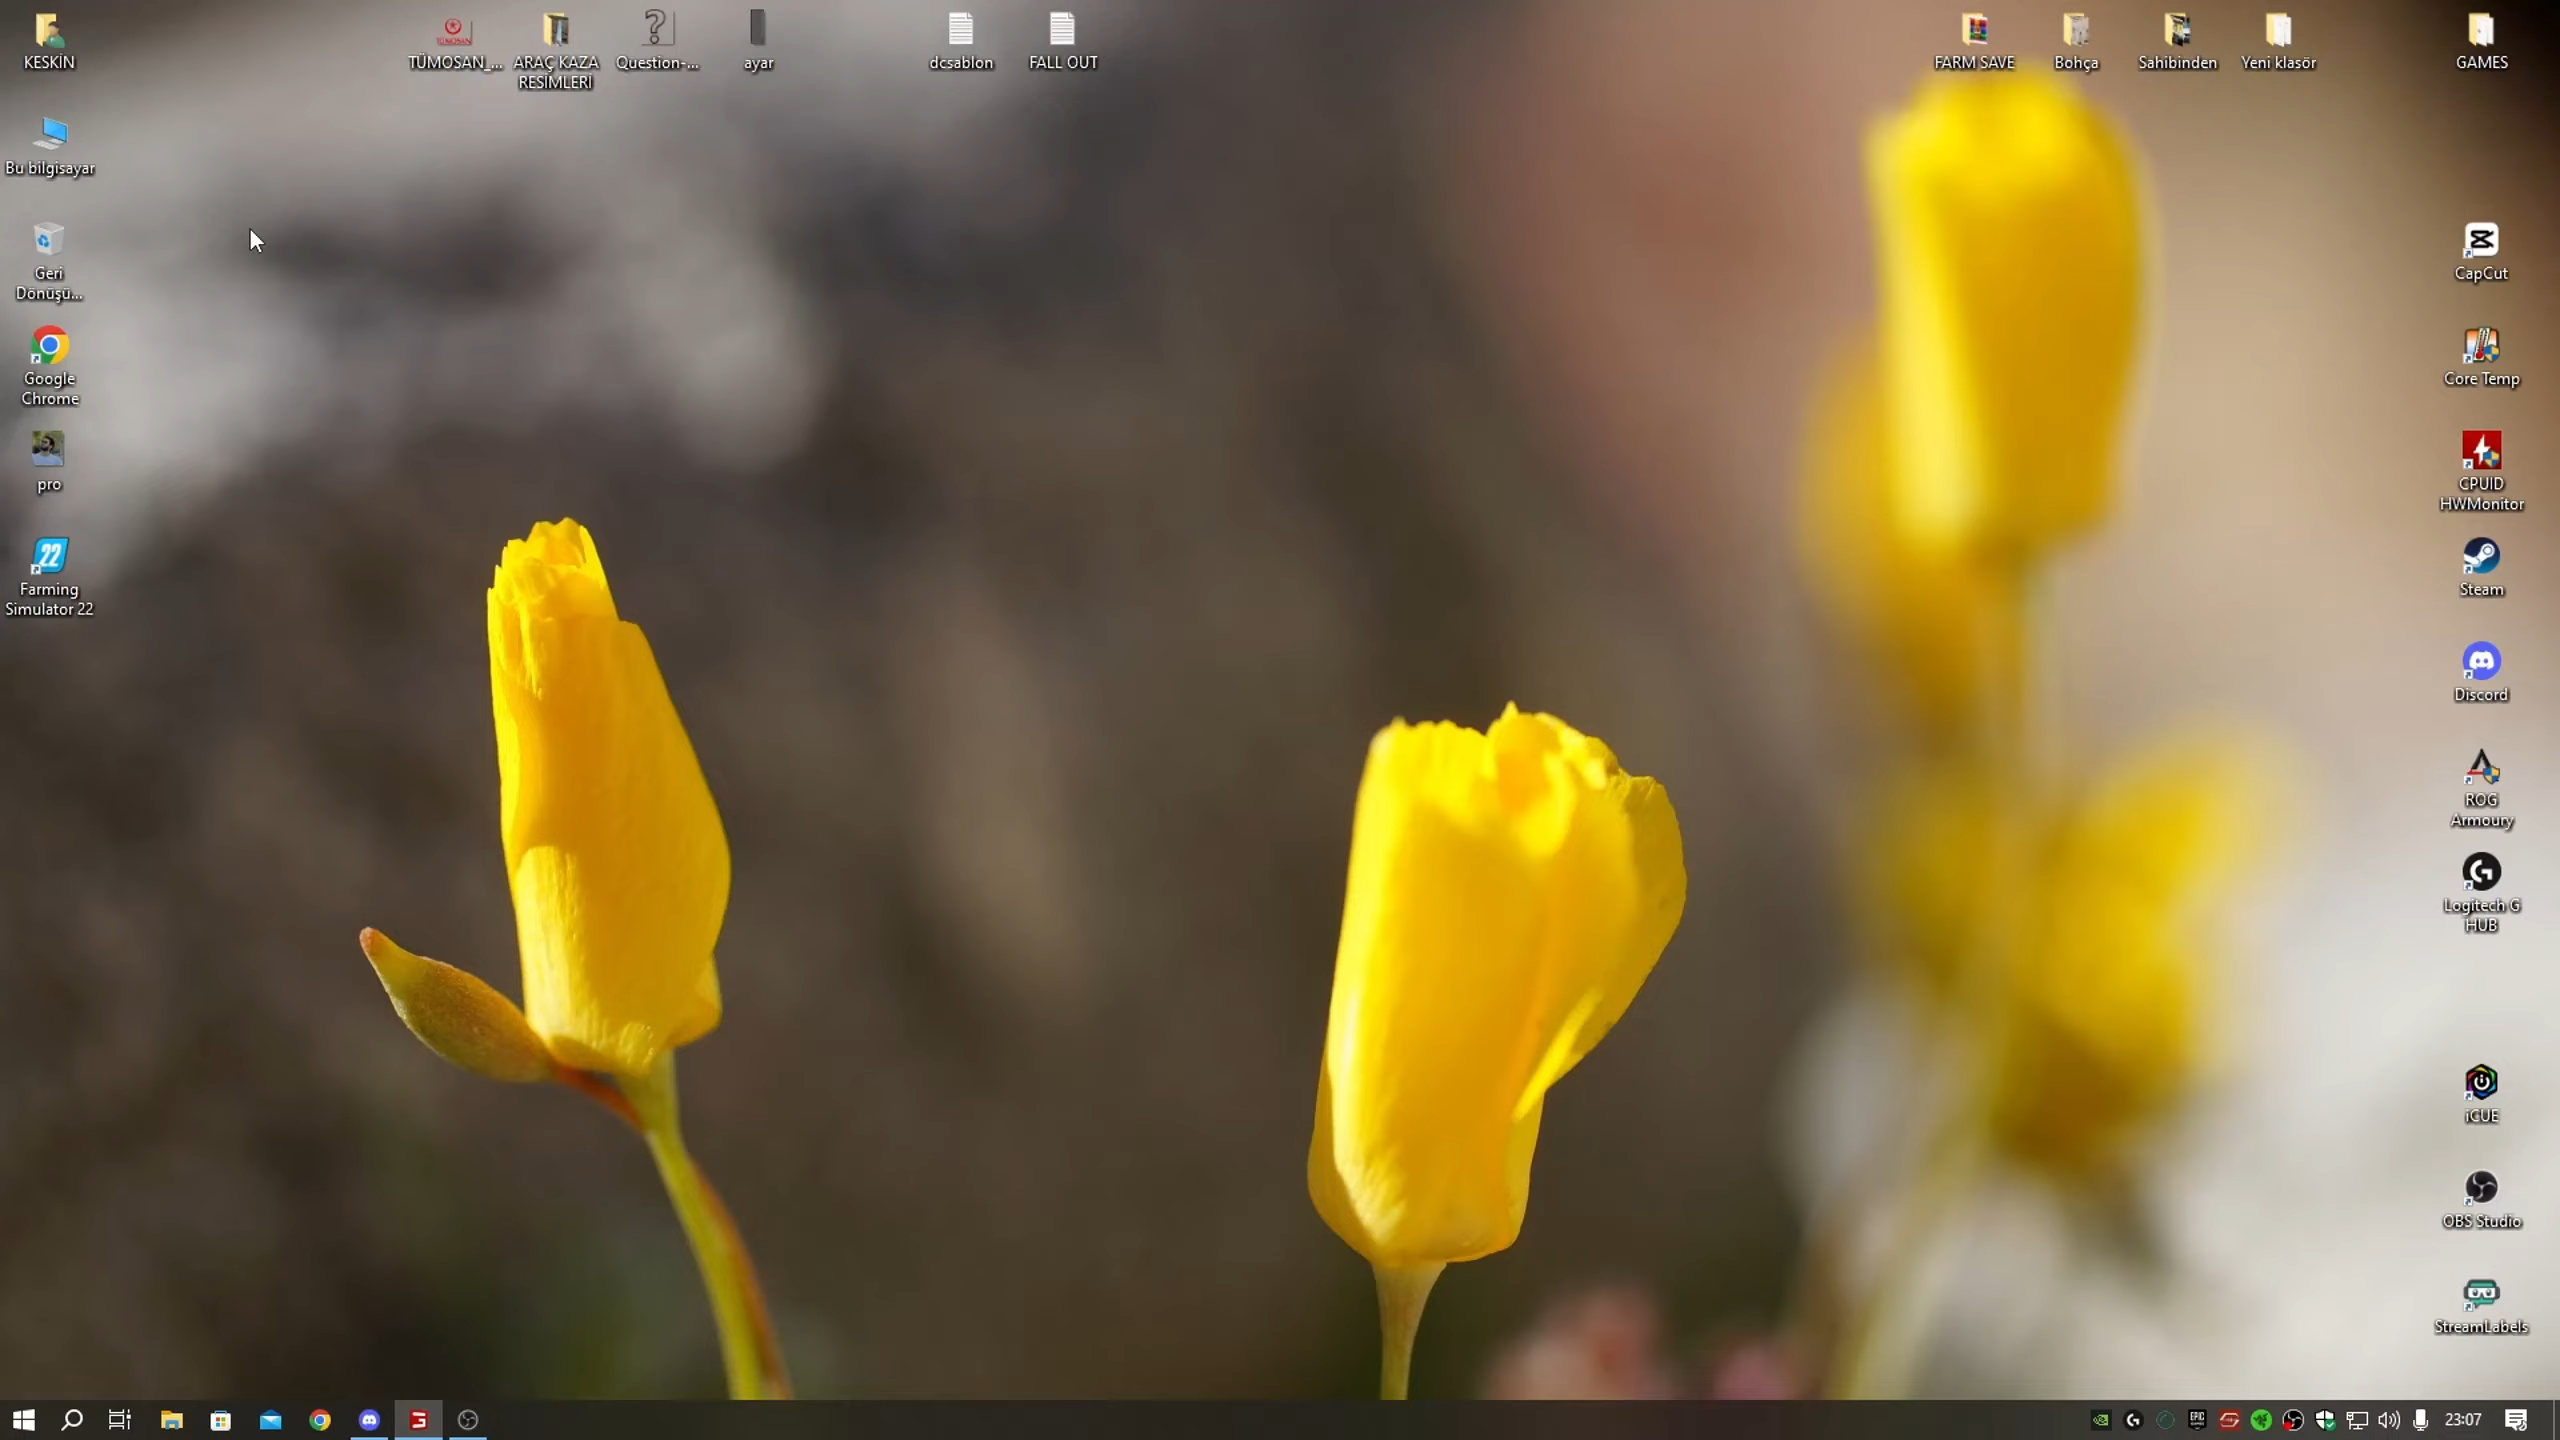 KESKİN
TÜMOSAN_...
ARAÇ KAZA
RESİMLERİ
Question-...
ayar
dcsablon
FALL OUT
FARM SAVE
Bohça
Sahibinden
Yeni klasör
GAMES
Bu bilgisayar
Geri
Dönüşü...
Google
Chrome
pro
22
Farming
Simulator 22
CapCut
Core Temp
CPUID
HWMonitor
Steam
Discord
ROG
Armoury
Logitech G
HUB
iCUE
OBS Studio
StreamLabels
23:07